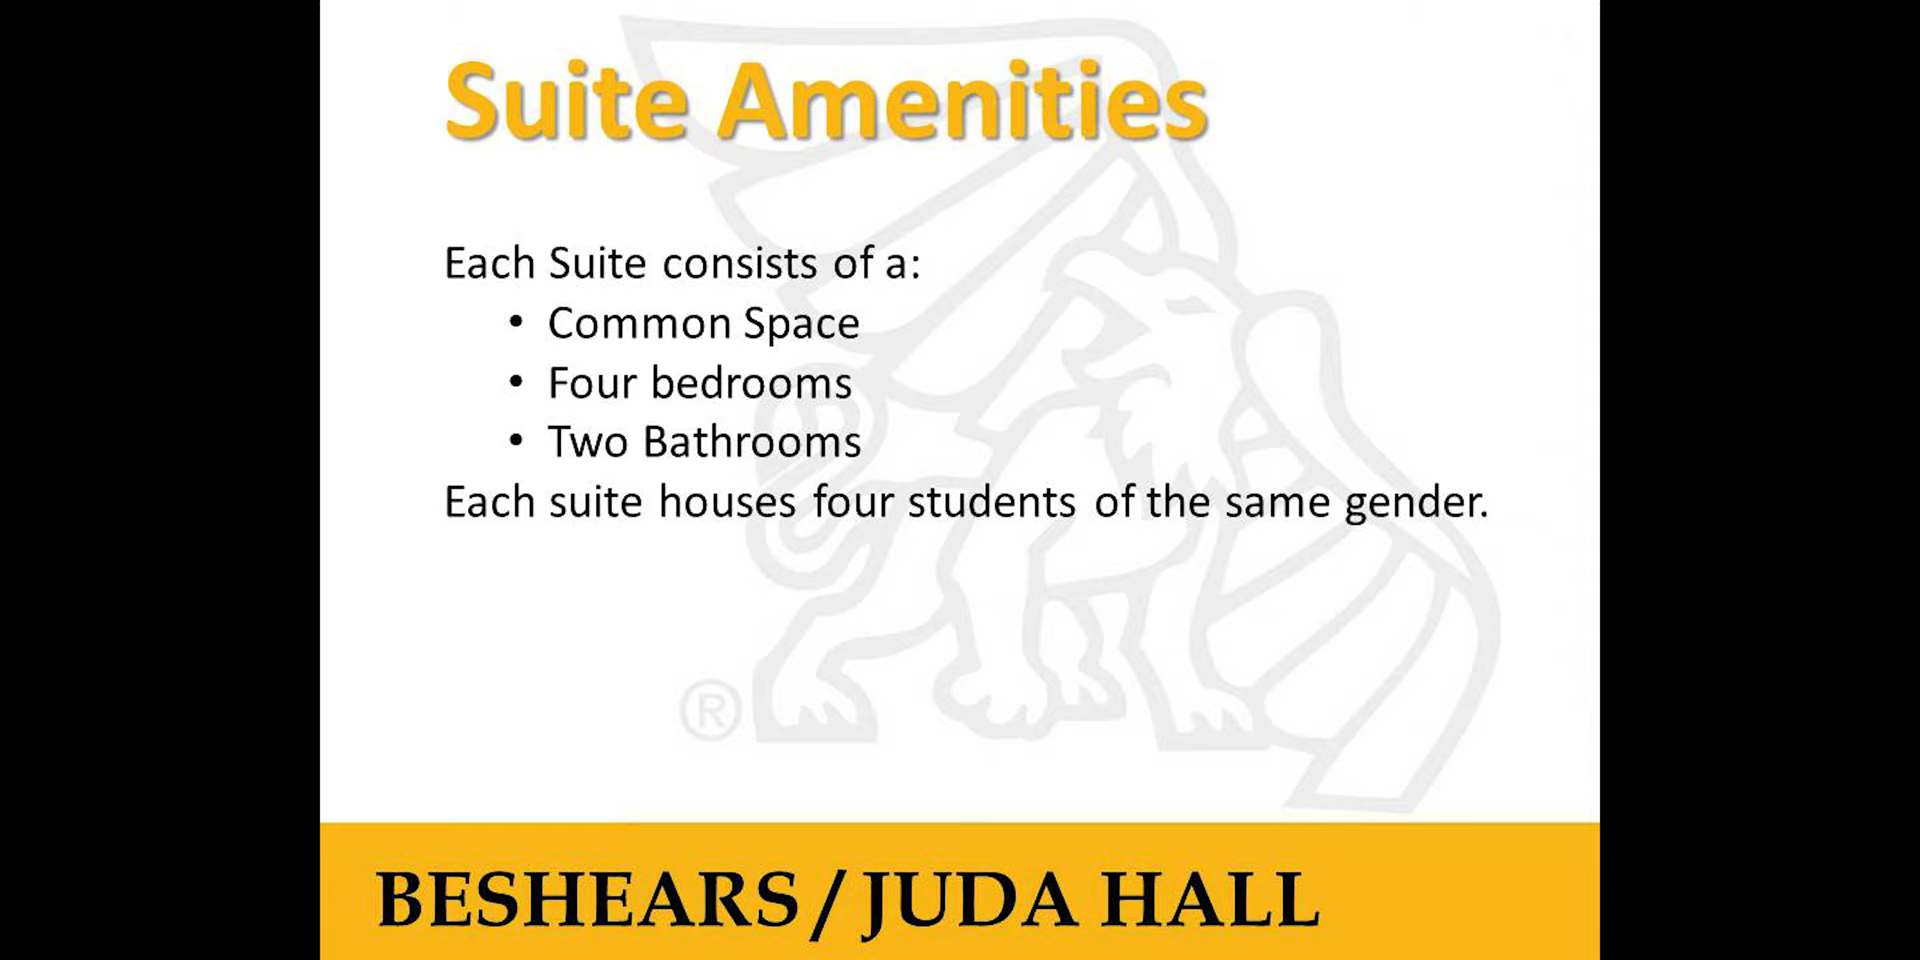 Suite Amenities
Each Suite consists of a:
• Common Space
• Four bedrooms
• Two Bathrooms
Each suite houses four students of the same gender.
®
BESHEARS/JUDA HALL